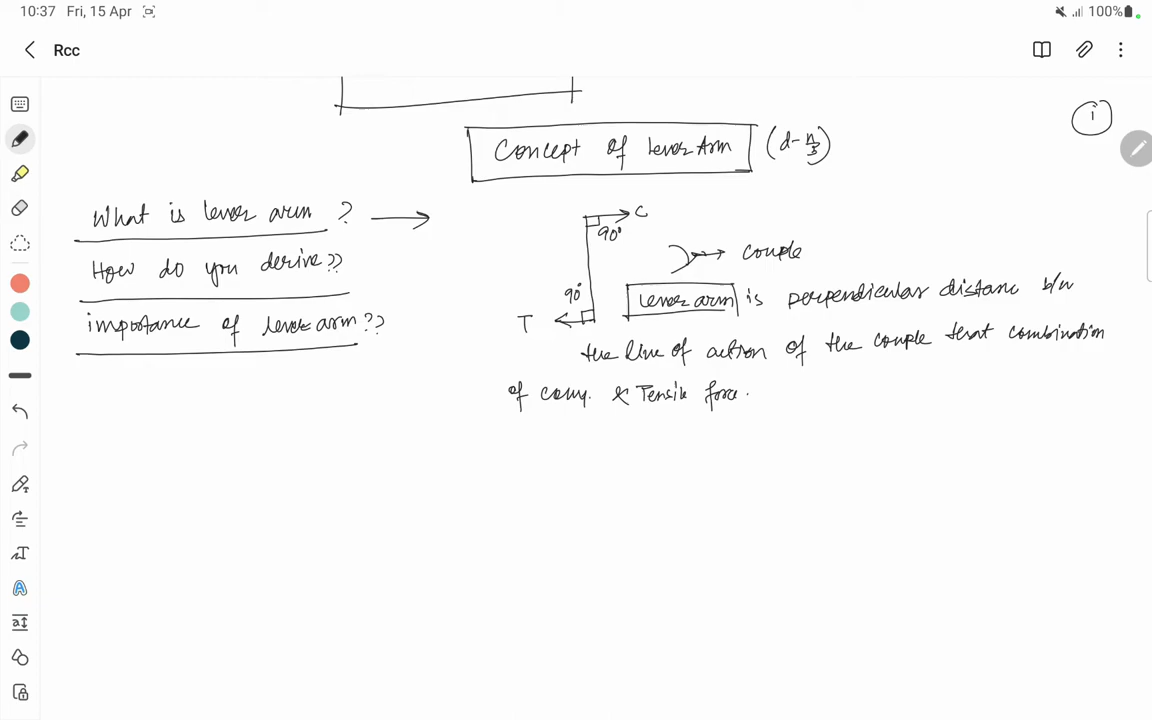 10:37 Fri, 15 Apr 100%
Rcc
i
Concept of lever Arm (d-n/3)
What is lever arm ?
How do you derive??
impotance of lever arm??
C
90°
couple
90°
T
lever arm is perpendicular distance b/w
the line of action of the couple that combination
of comp. & Tensile force.